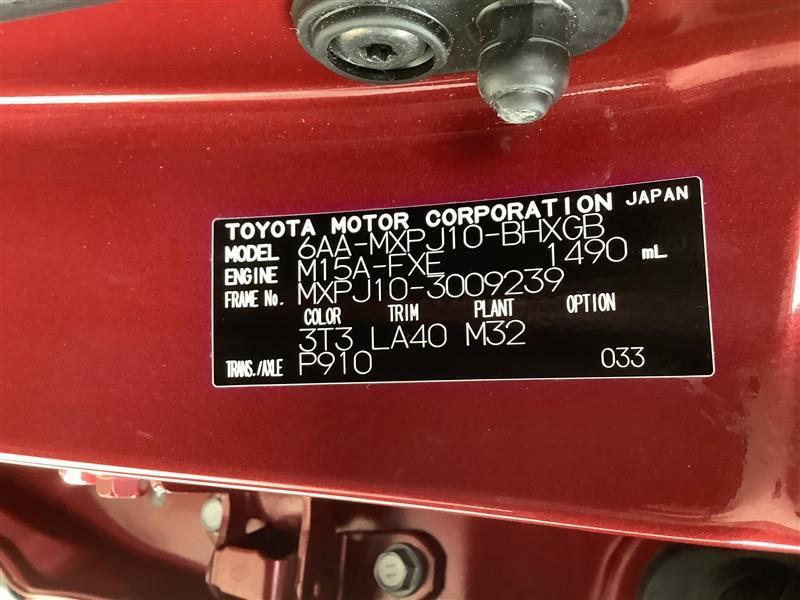 TOYOTA MOTOR CORPORATION JAPAN
MODEL 6AA-MXPJ10-BHXGB
ENGINE M15A-FXE 1490 mL
FRAME No. MXPJ10-3009239
COLOR TRIM PLANT OPTION
3T3 LA40 M32
TRANS./AXLE P910 033